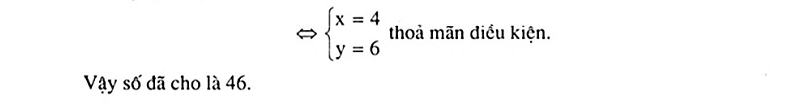 ⇔ { x = 4
y = 6 thoả mãn điều kiện.
Vậy số đã cho là 46.